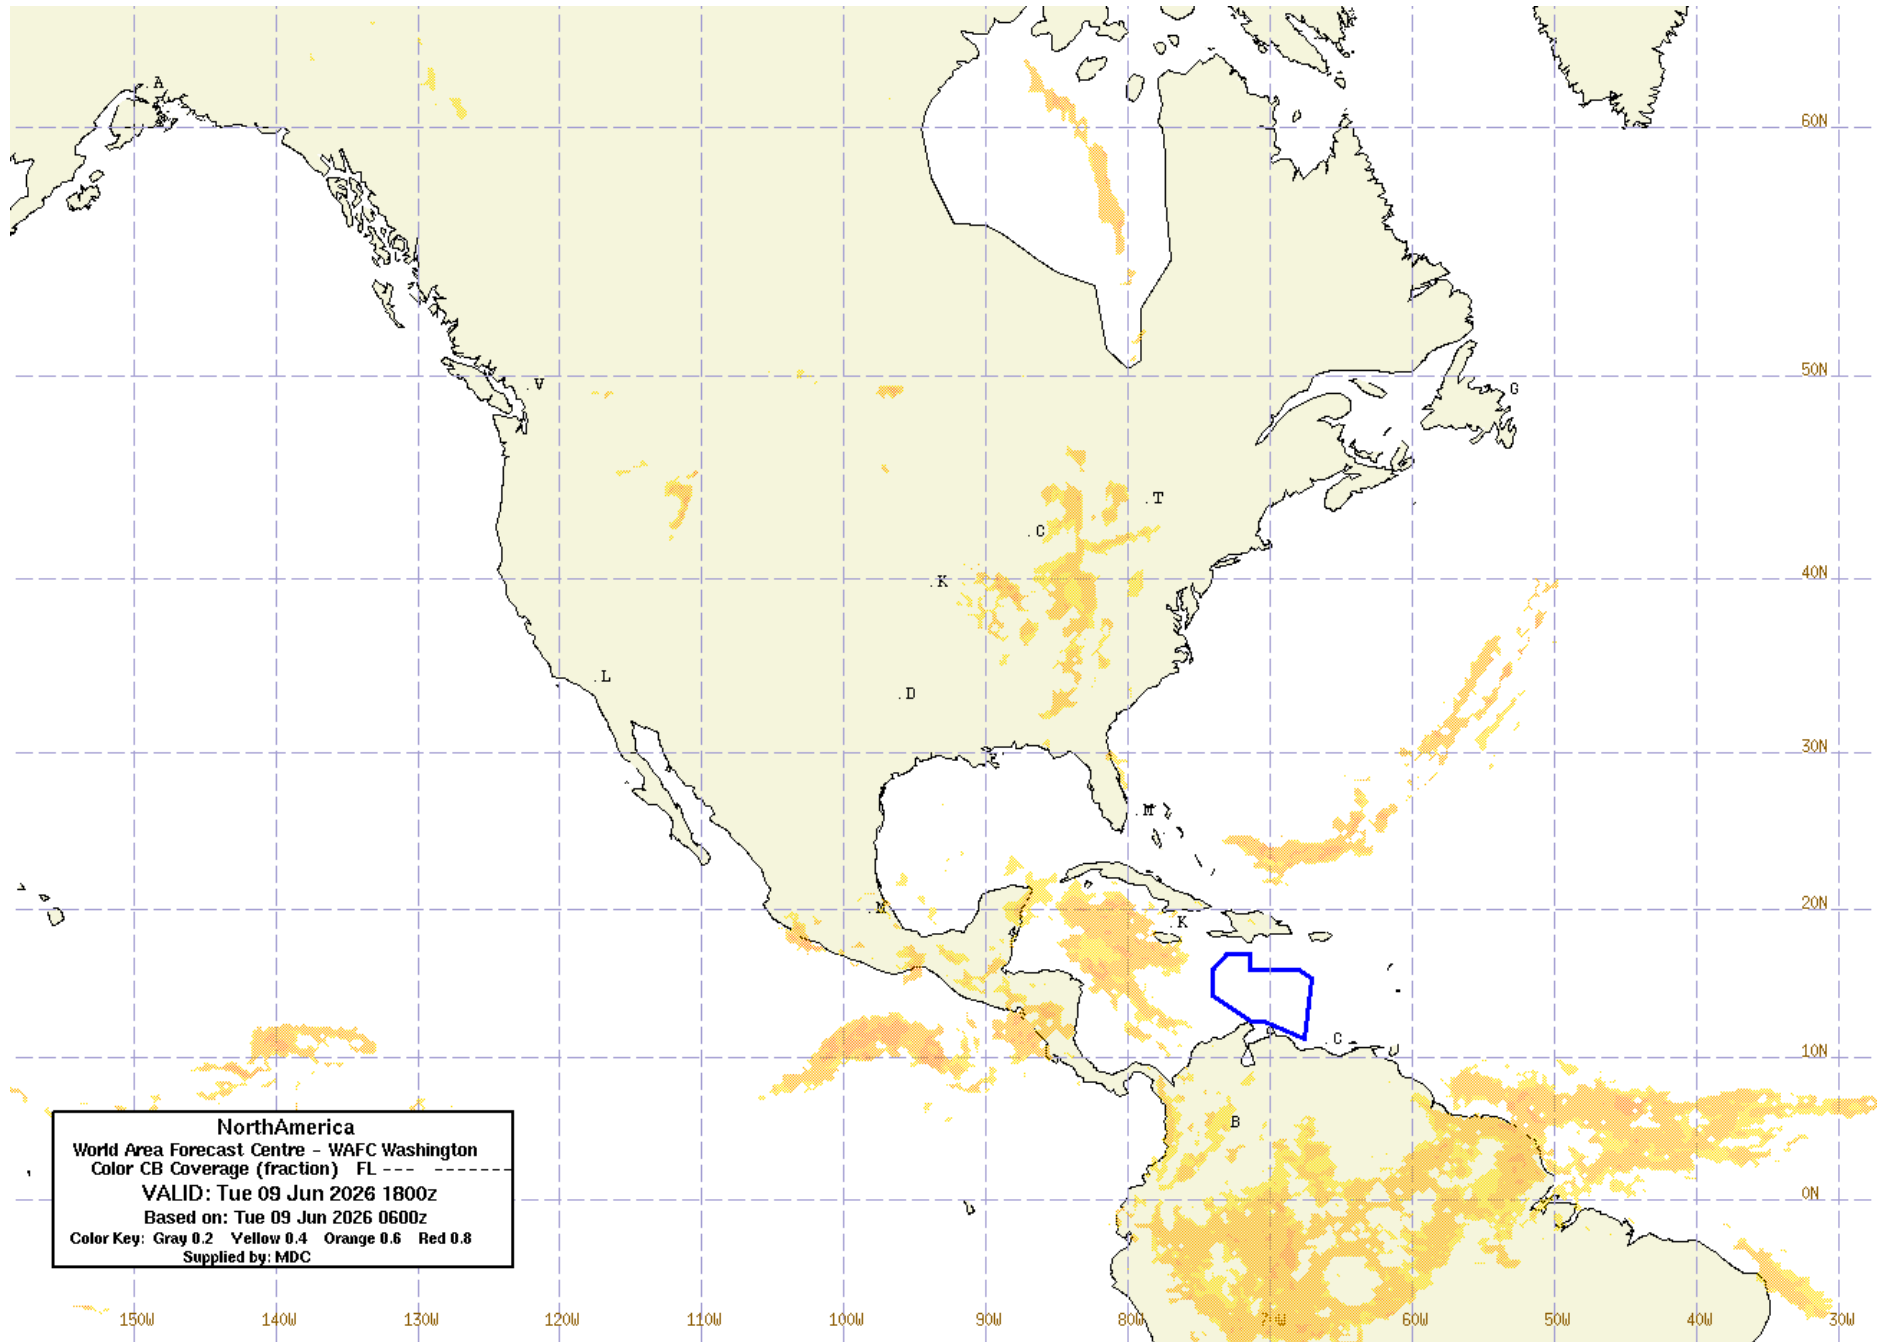 A
60N
50N
V
G
T
C
40N
K
L
D
30N
M
20N
M
K
C
10N
B
0N
NorthAmerica
World Area Forecast Centre - WAFC Washington
Color CB Coverage (fraction) FL --- -------
VALID: Tue 09 Jun 2026 1800z
Based on: Tue 09 Jun 2026 0600z
Color Key: Gray 0.2 Yellow 0.4 Orange 0.6 Red 0.8
Supplied by: MDC
150W 140W 130W 120W 110W 100W 90W 80W 70W 60W 50W 40W 30W